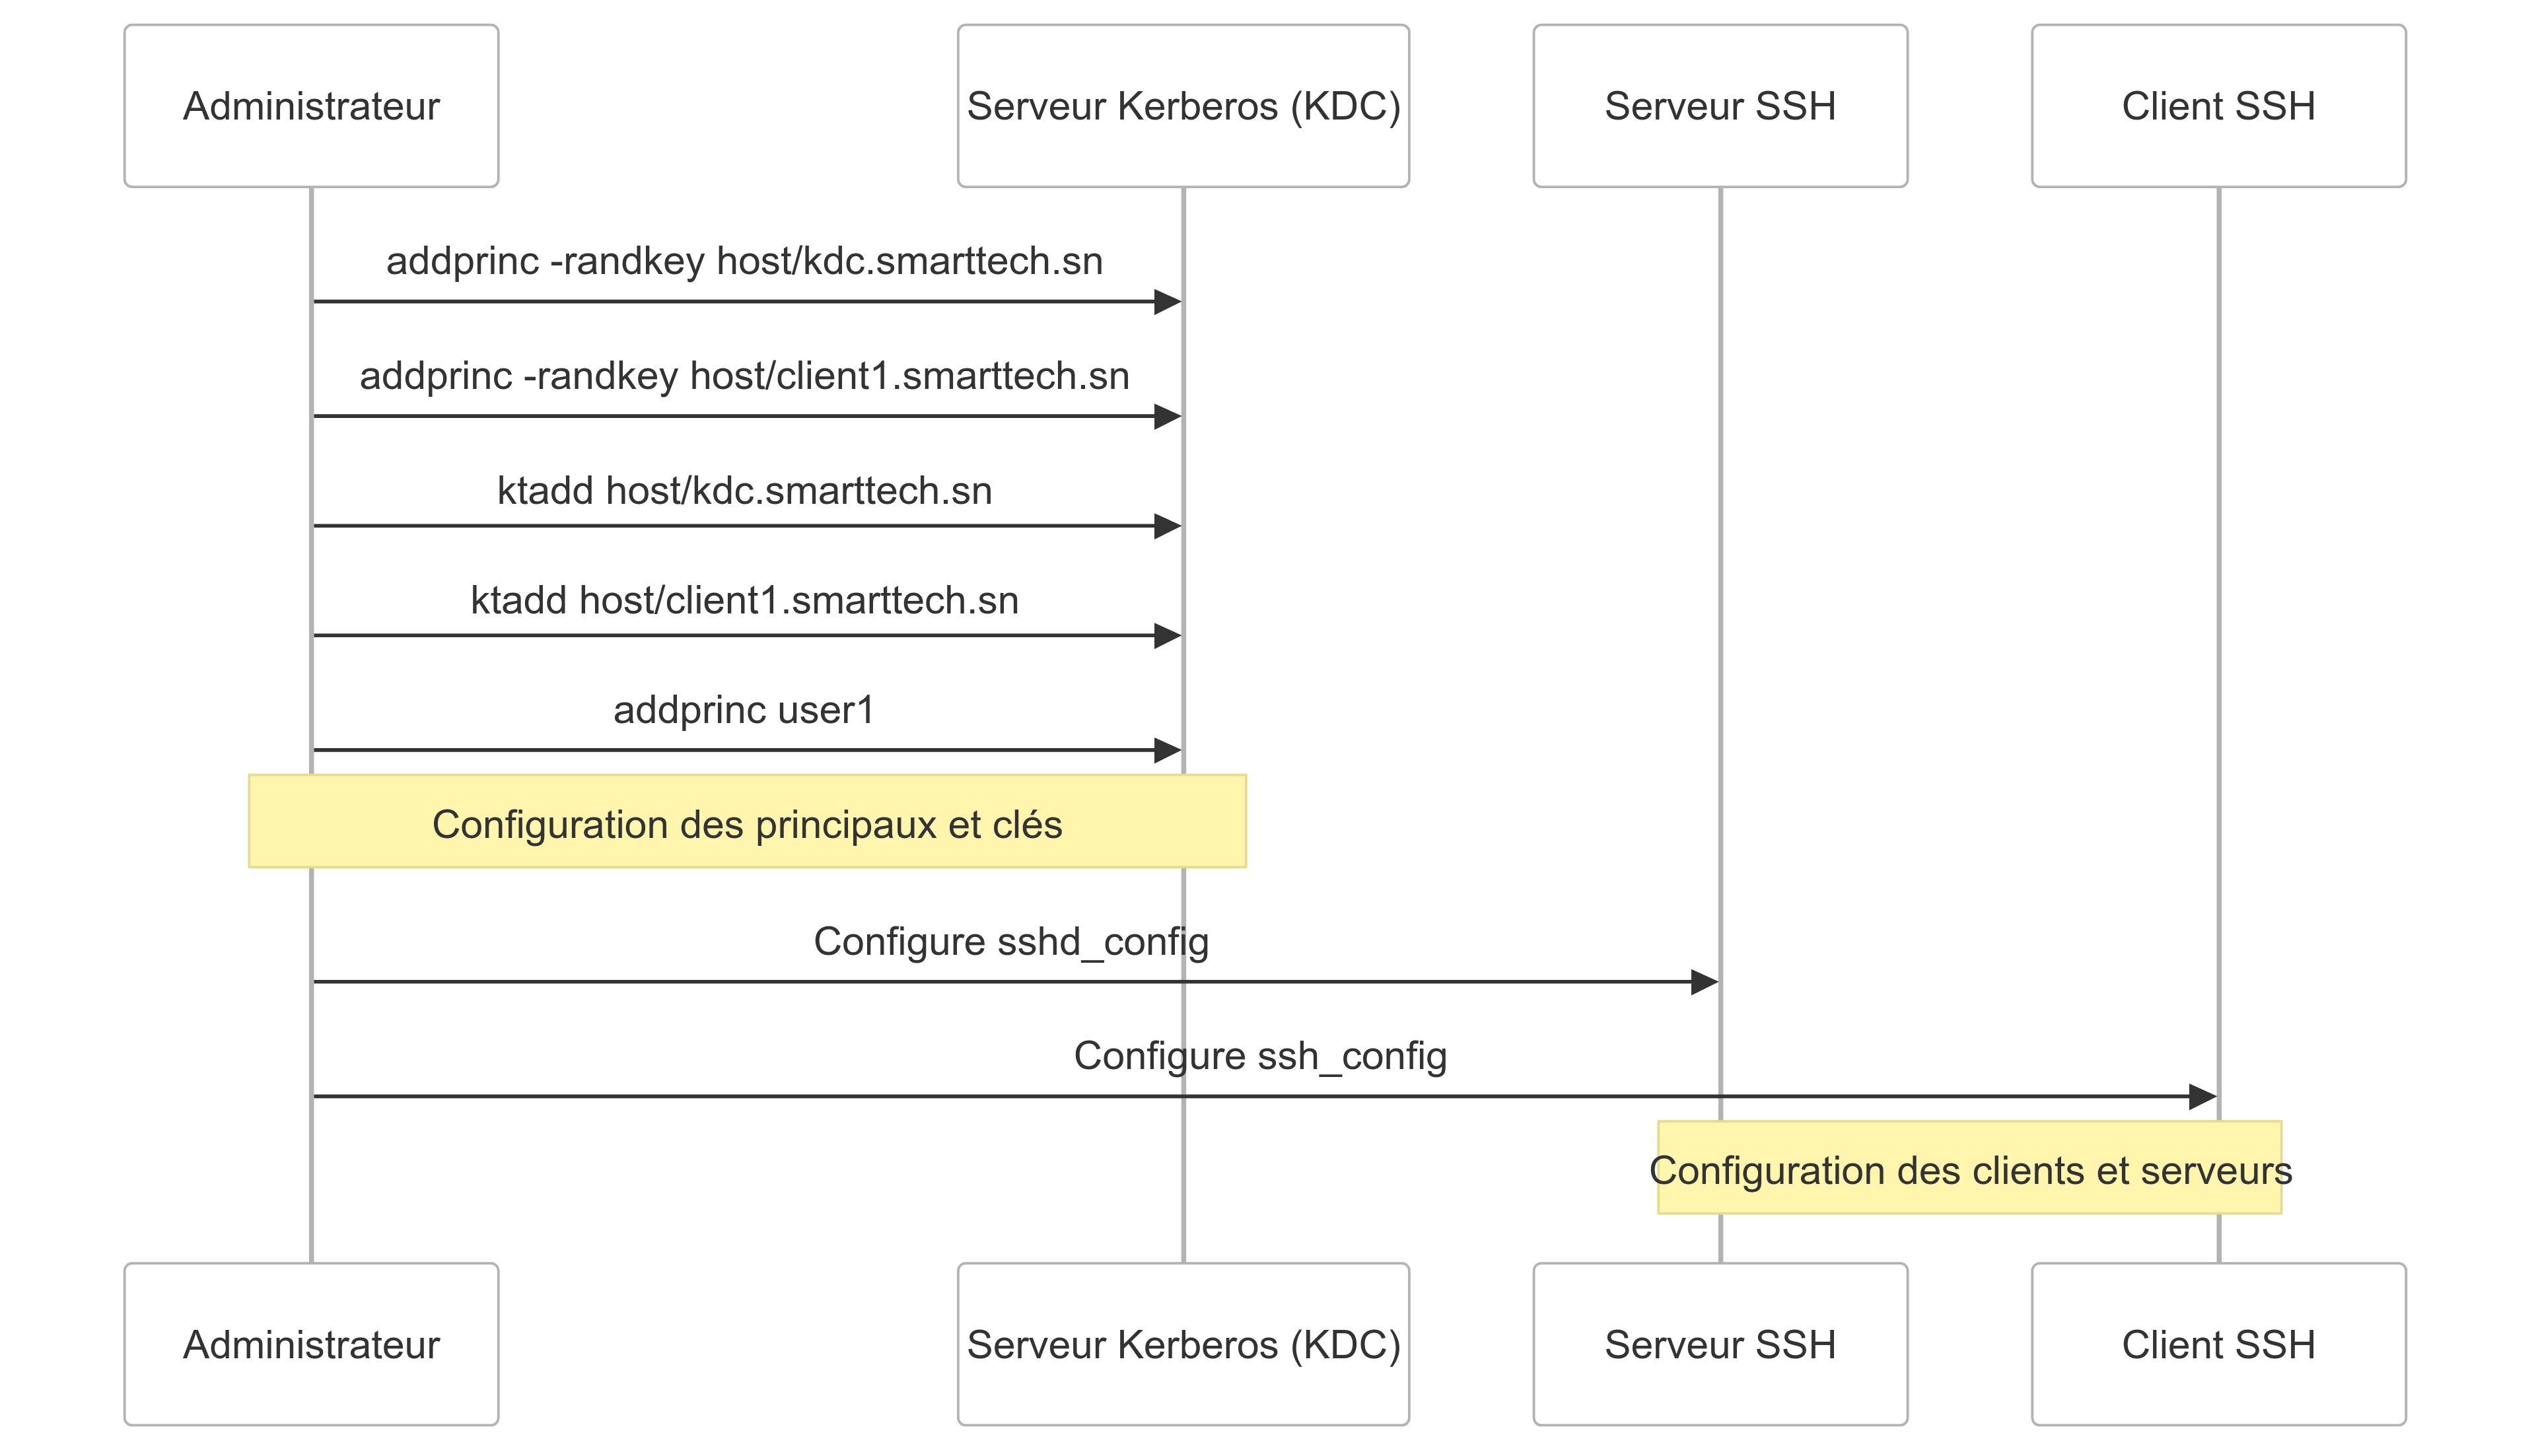 Administrateur
Serveur Kerberos (KDC)
Serveur SSH
Client SSH
addprinc -randkey host/kdc.smarttech.sn
addprinc -randkey host/client1.smarttech.sn
ktadd host/kdc.smarttech.sn
ktadd host/client1.smarttech.sn
addprinc user1
Configuration des principaux et clés
Configure sshd_config
Configure ssh_config
Configuration des clients et serveurs
Administrateur
Serveur Kerberos (KDC)
Serveur SSH
Client SSH